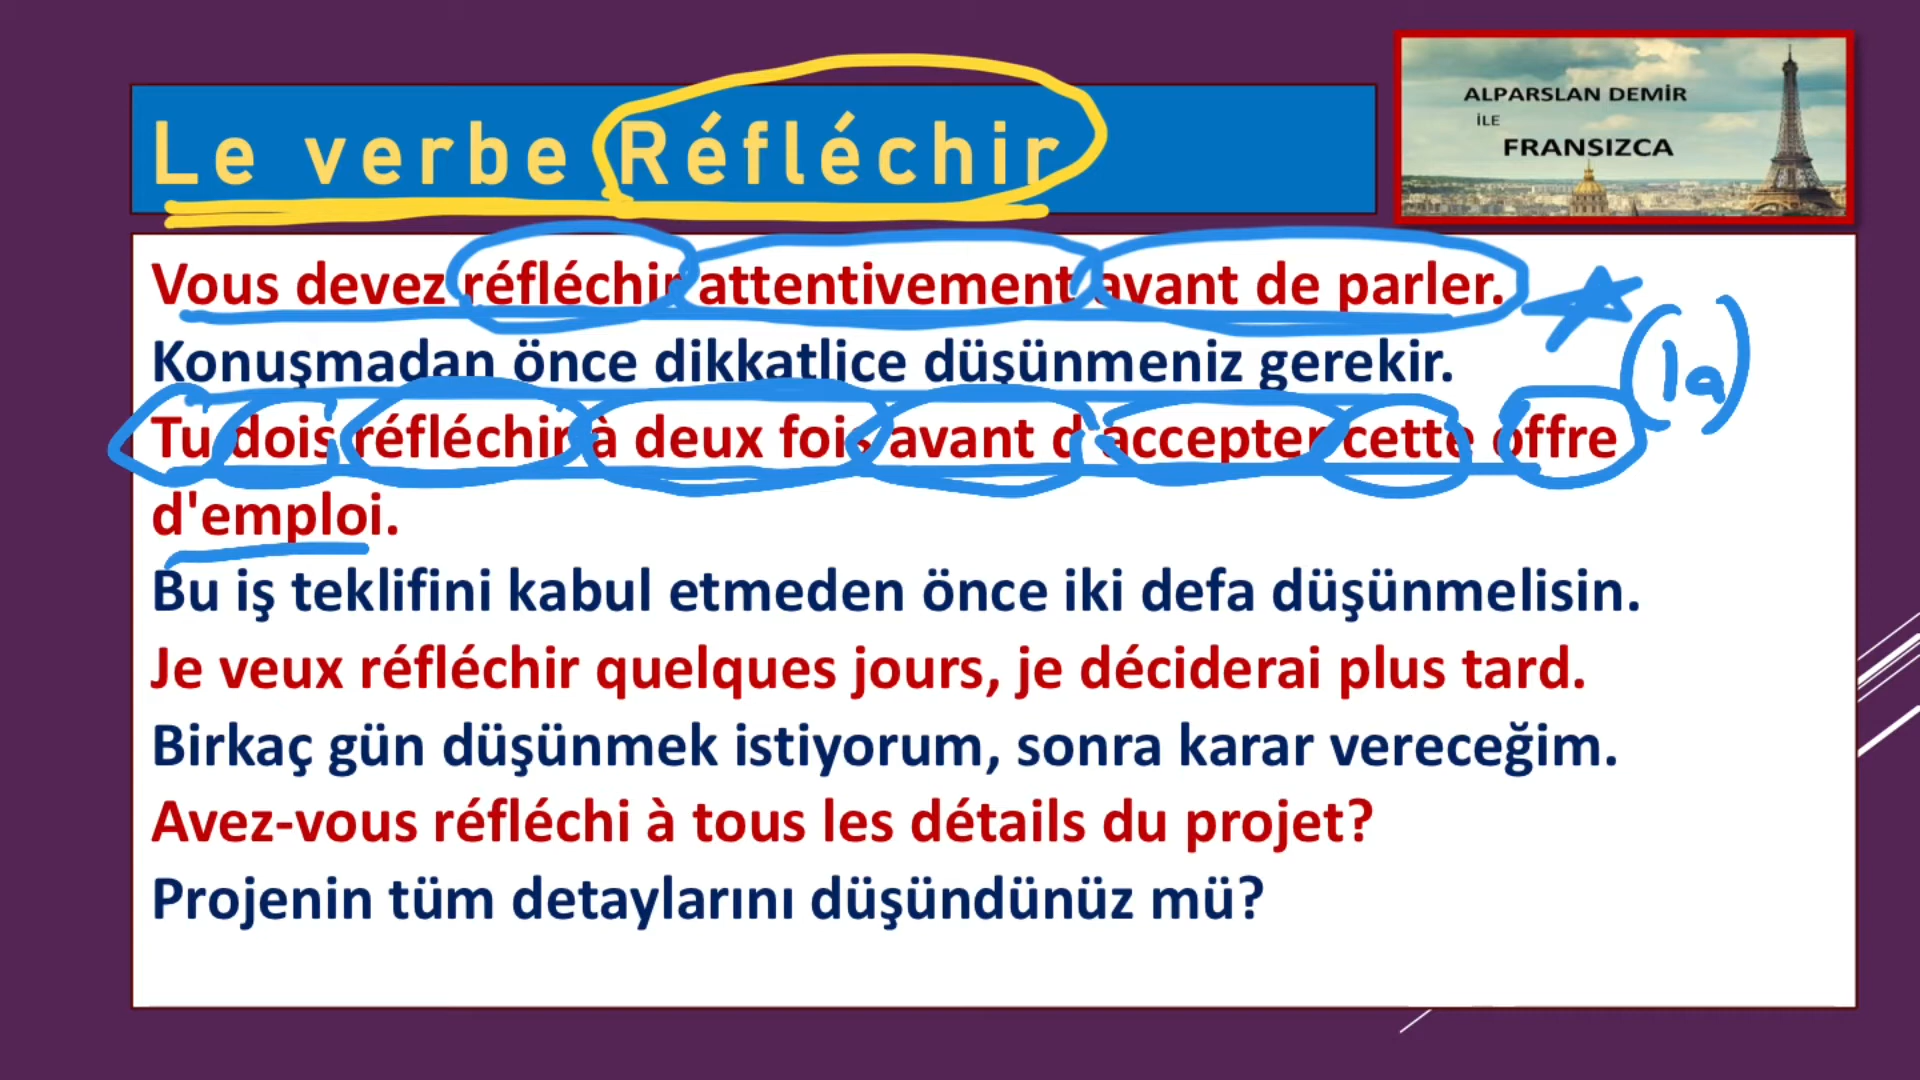 Le verbe Réfléchir
ALPARSLAN DEMİR
İLE
FRANSIZCA
Vous devez réfléchir attentivement avant de parler.
Konuşmadan önce dikkatlice düşünmeniz gerekir.
(la)
Tu dois réfléchir à deux fois avant d'accepter cette offre
d'emploi.
Bu iş teklifini kabul etmeden önce iki defa düşünmelisin.
Je veux réfléchir quelques jours, je déciderai plus tard.
Birkaç gün düşünmek istiyorum, sonra karar vereceğim.
Avez-vous réfléchi à tous les détails du projet?
Projenin tüm detaylarını düşündünüz mü?